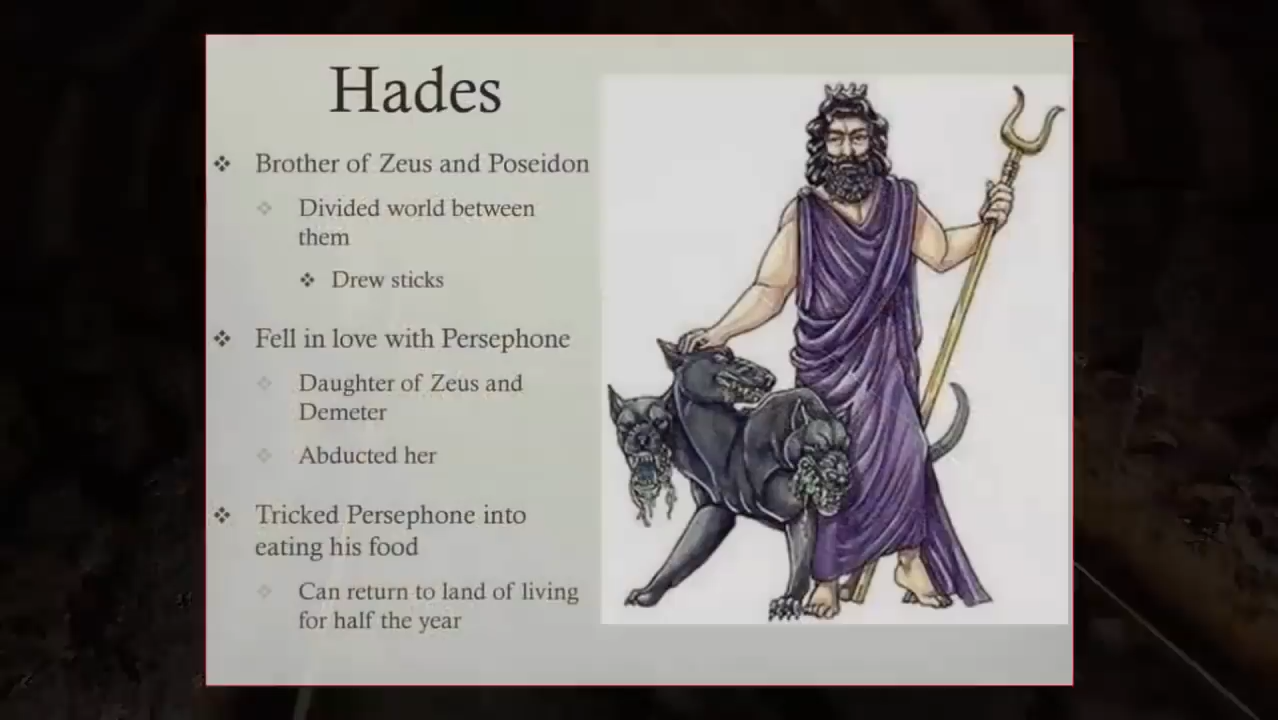 Hades
Brother of Zeus and Poseidon
Divided world between
them
Drew sticks
Fell in love with Persephone
Daughter of Zeus and
Demeter
Abducted her
Tricked Persephone into
eating his food
Can return to land of living
for half the year